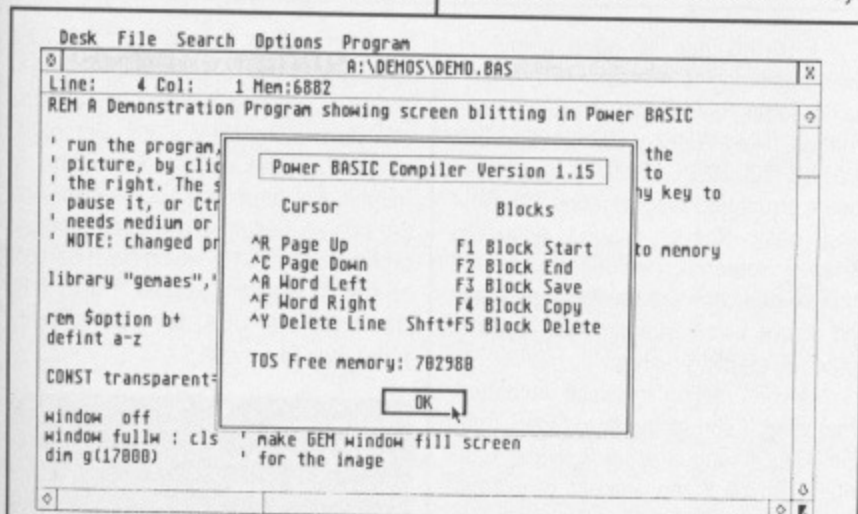 Desk File Search Options Program
A:\DEMOS\DEMO.BAS
Line: 4 Col: 1 Mem:6882
REM A Demonstration Program showing screen blitting in Power BASIC
' run the program, the
' picture, by clic to
' the right. The s ny key to
' pause it, or Ctr
' needs medium or
' NOTE: changed pr to memory
library "gemaes","
rem $option b+
defint a-z
CONST transparent=
window off
window fullw : cls ' make GEM window fill screen
dim g(17000) ' for the image
Power BASIC Compiler Version 1.15
Cursor Blocks
^R Page Up F1 Block Start
^C Page Down F2 Block End
^A Word Left F3 Block Save
^F Word Right F4 Block Copy
^Y Delete Line Shft+F5 Block Delete
TOS Free memory: 702980
OK